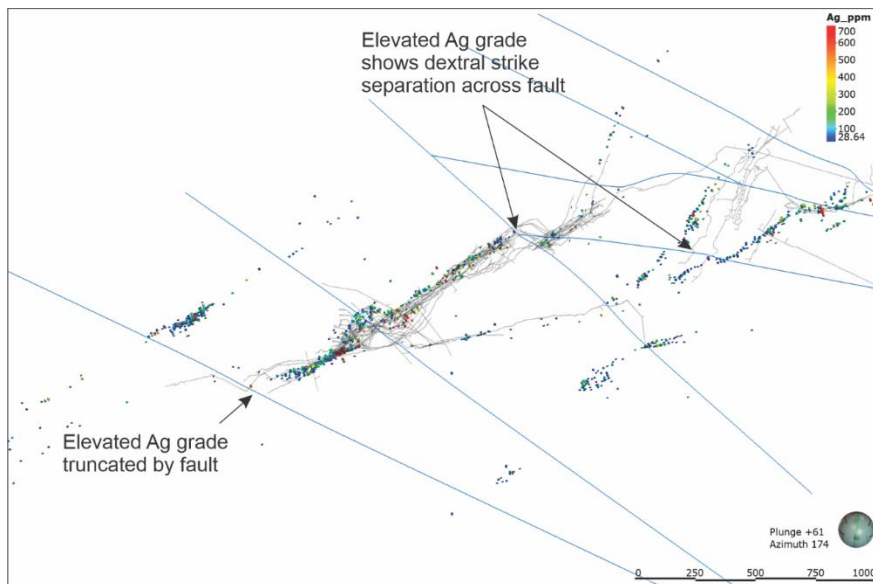 Ag_ppm
700
600
500
400
300
200
100
28.64
Elevated Ag grade
shows dextral strike
separation across fault
Elevated Ag grade
truncated by fault
Plunge +61
Azimuth 174
0 250 500 750 1000